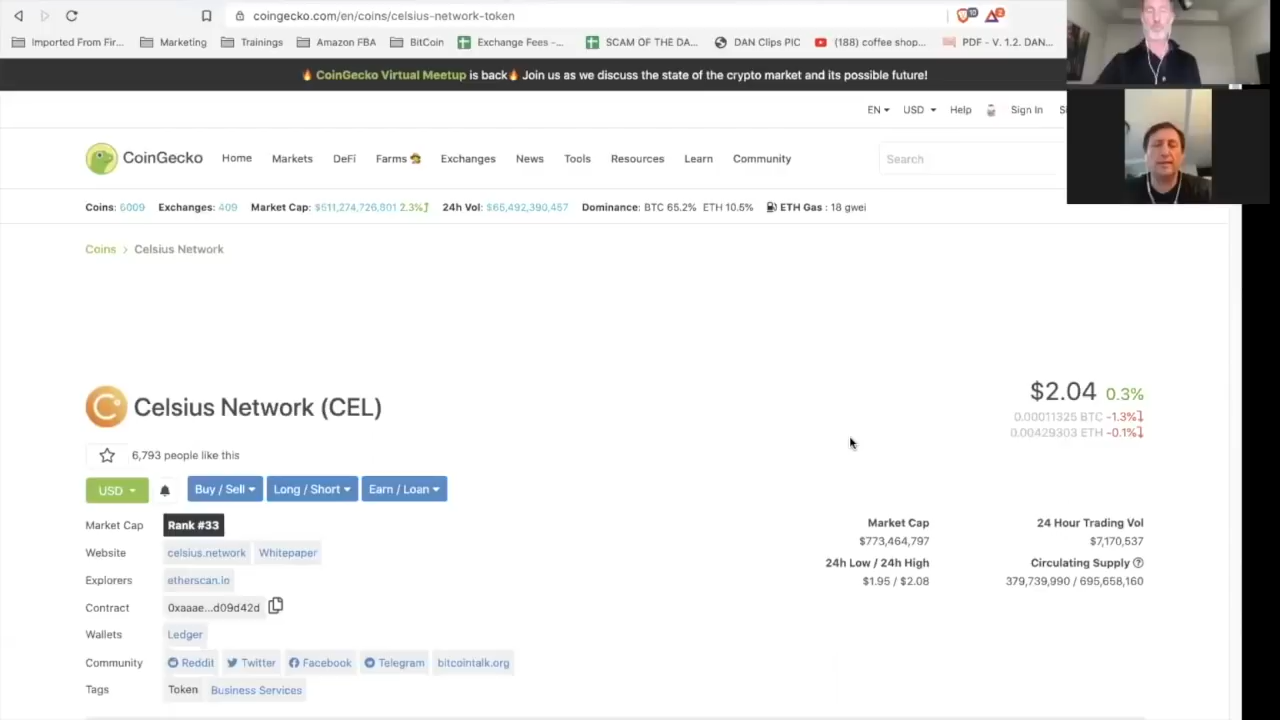 coingecko.com/en/coins/celsius-network-token
10
2
Imported From Fir... Marketing Trainings Amazon FBA BitCoin Exchange Fees -... SCAM OF THE DA... DAN Clips PIC (188) coffee shop... PDF - V. 1.2. DAN...
🔥 CoinGecko Virtual Meetup is back🔥 Join us as we discuss the state of the crypto market and its possible future!
EN USD Help Sign In
CoinGecko Home Markets DeFi Farms Exchanges News Tools Resources Learn Community Search
Coins: 6009 Exchanges: 409 Market Cap: $511,274,726,801 2.3% 24h Vol: $65,492,390,457 Dominance: BTC 65.2% ETH 10.5% ETH Gas : 18 gwei
Coins > Celsius Network
Celsius Network (CEL)
$2.04 0.3%
0.00011325 BTC -1.3%
0.00429303 ETH -0.1%
6,793 people like this
USD Buy / Sell Long / Short Earn / Loan
Market Cap Rank #33
Website celsius.network Whitepaper
Explorers etherscan.io
Contract 0xaaae...d09d42d
Wallets Ledger
Community Reddit Twitter Facebook Telegram bitcointalk.org
Tags Token Business Services
Market Cap
$773,464,797
24 Hour Trading Vol
$7,170,537
24h Low / 24h High
$1.95 / $2.08
Circulating Supply
379,739,990 / 695,658,160